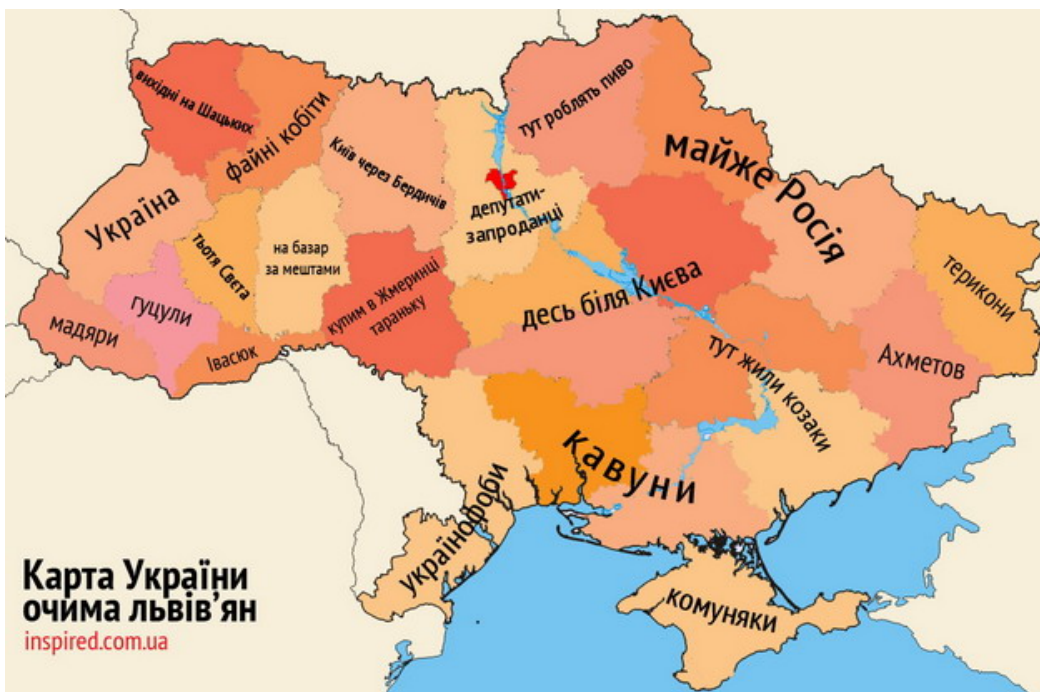 вихідні на Шацьких
файні кобіти
Київ через Бердичів
тут роблять пиво
майже Росія
Україна
тьотя Свєта
на базар
за мештами
депутати-
запроданці
гуцули
мадяри
Івасюк
купим в Жмеринці
тараньку
десь біля Києва
терикони
Ахметов
тут жили козаки
кавуни
українофоби
комуняки
Карта України
очима львів'ян
inspired.com.ua